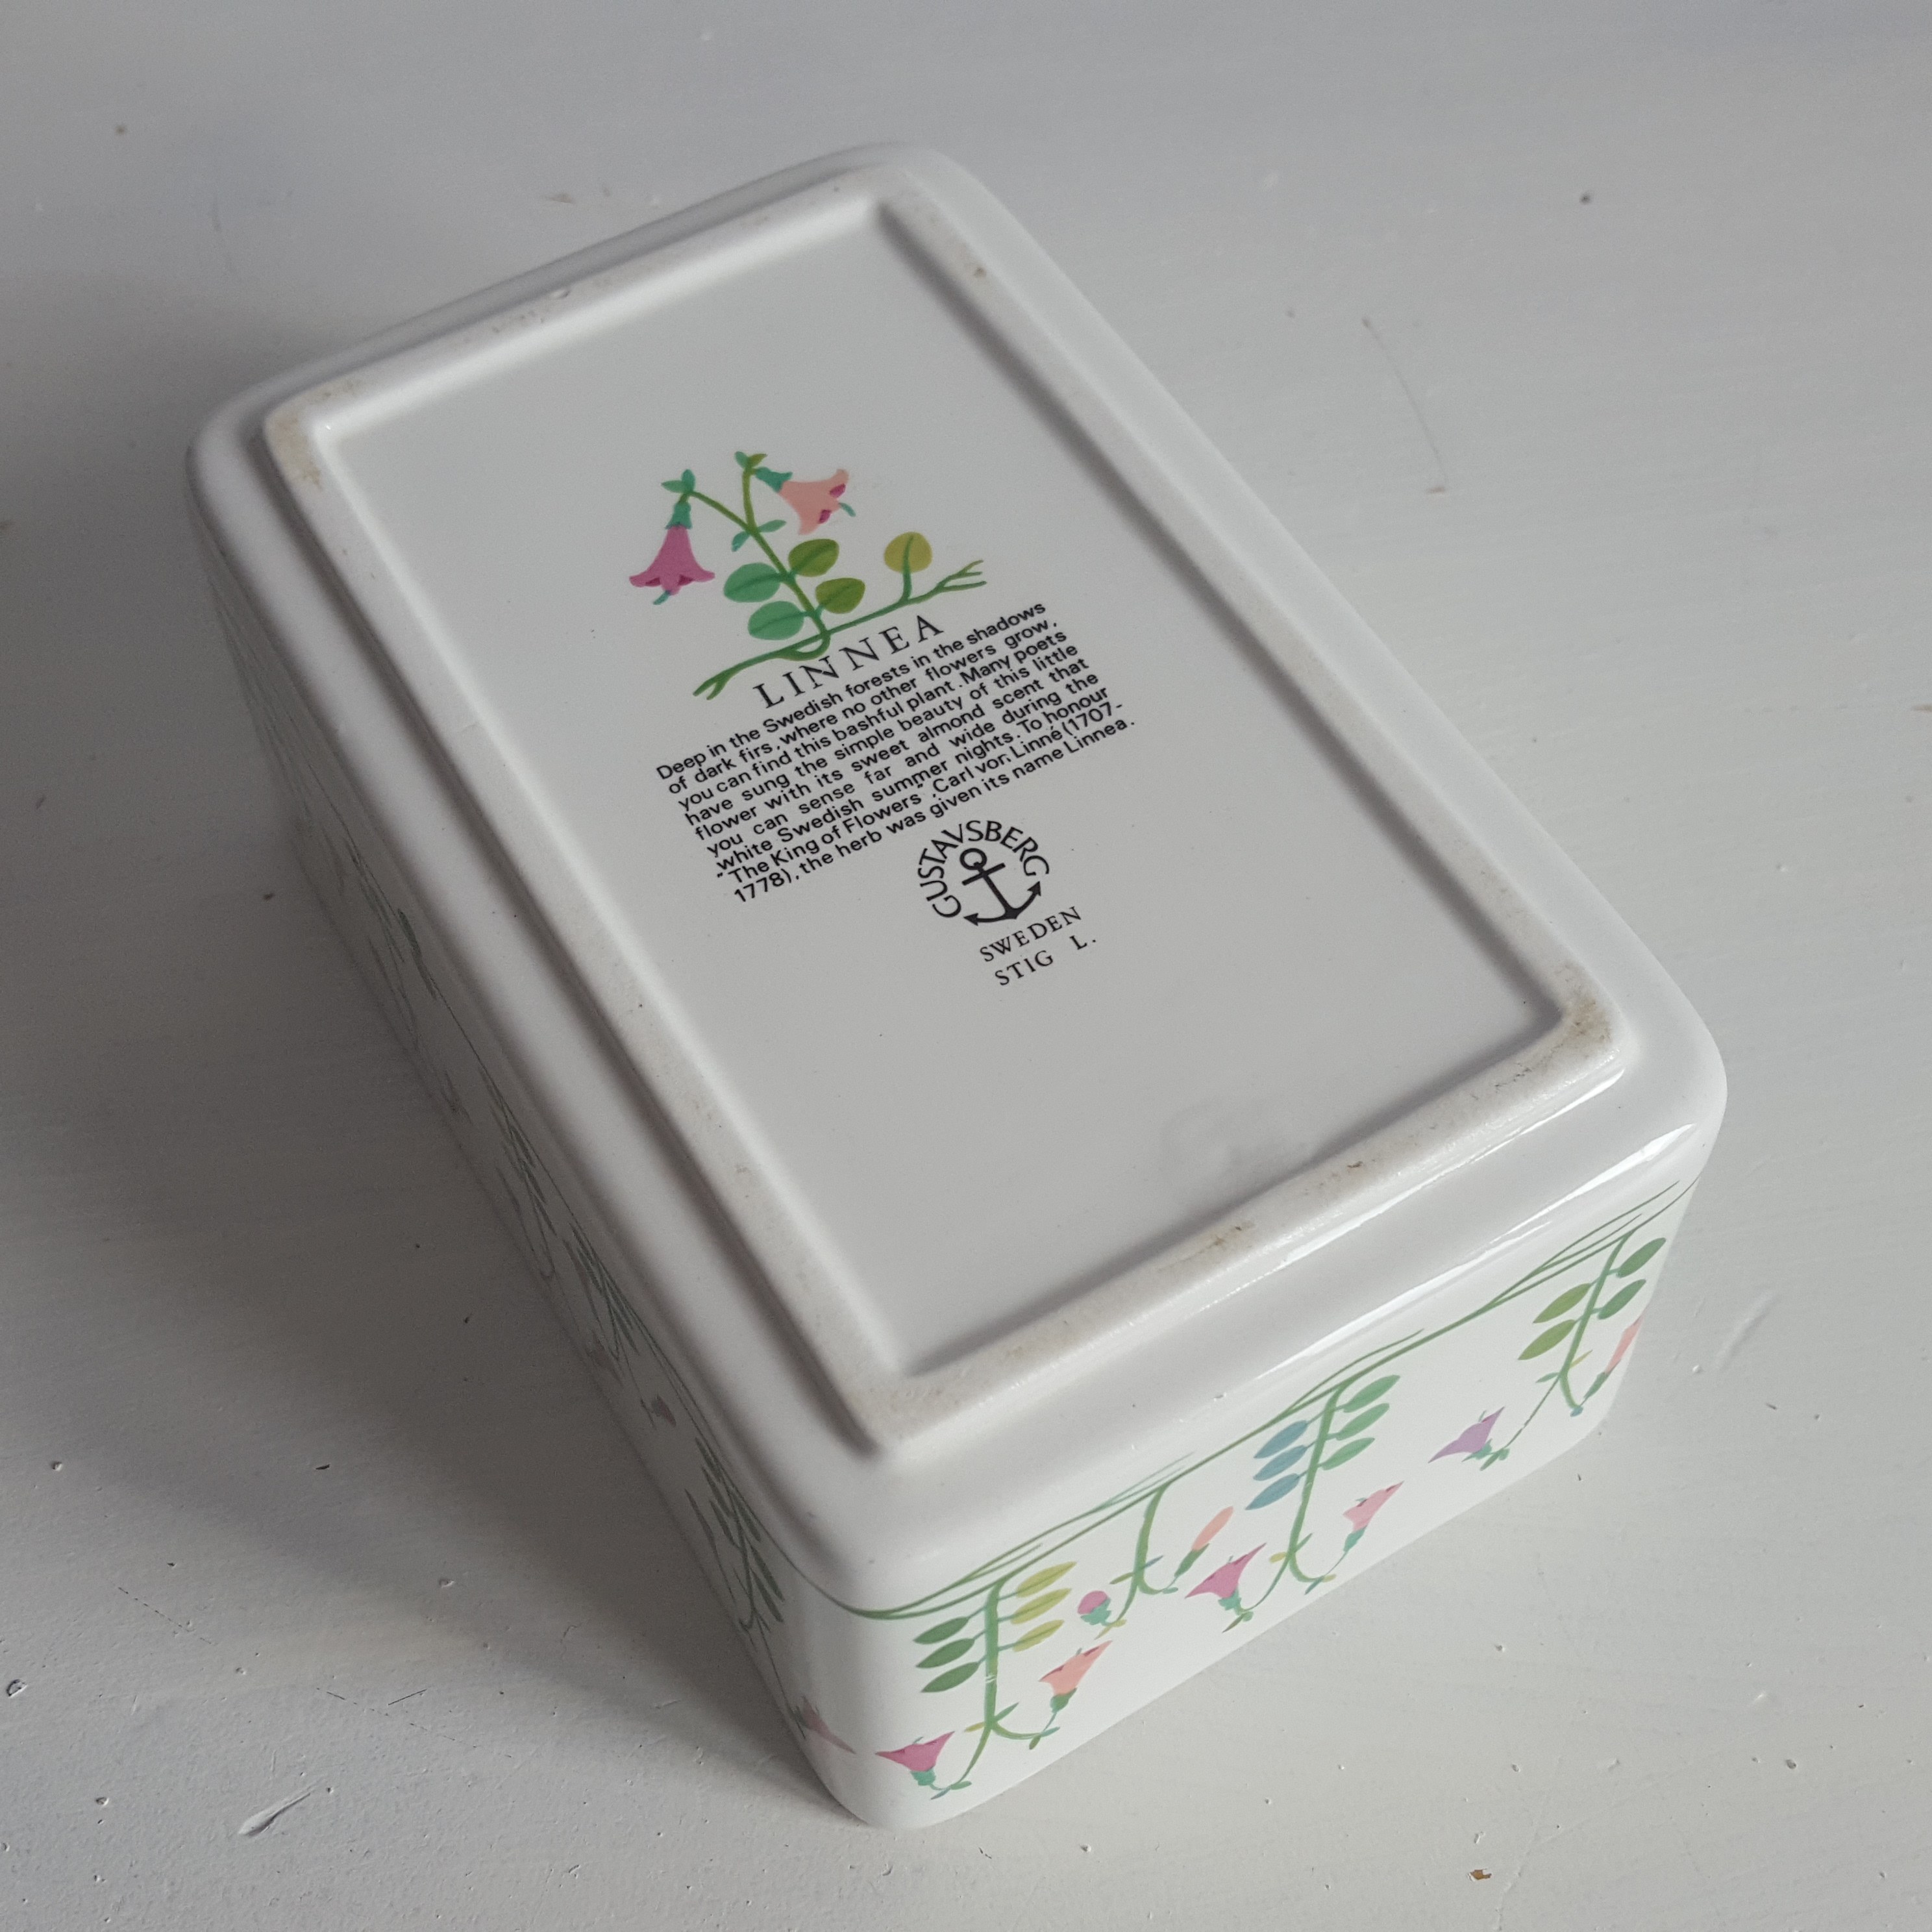 LINNEA
Deep in the Swedish forests in the shadows
of dark firs, where no other flowers grow,
you can find this bashful plant. Many poets
have sung the simple beauty of this little
flower with its sweet almond scent that
you can sense far and wide during the
white Swedish summer nights. To honour
"The King of Flowers", Carl von Linné (1707-
1778), the herb was given its name Linnea.
GUSTAVSBERG
SWEDEN
STIG L.